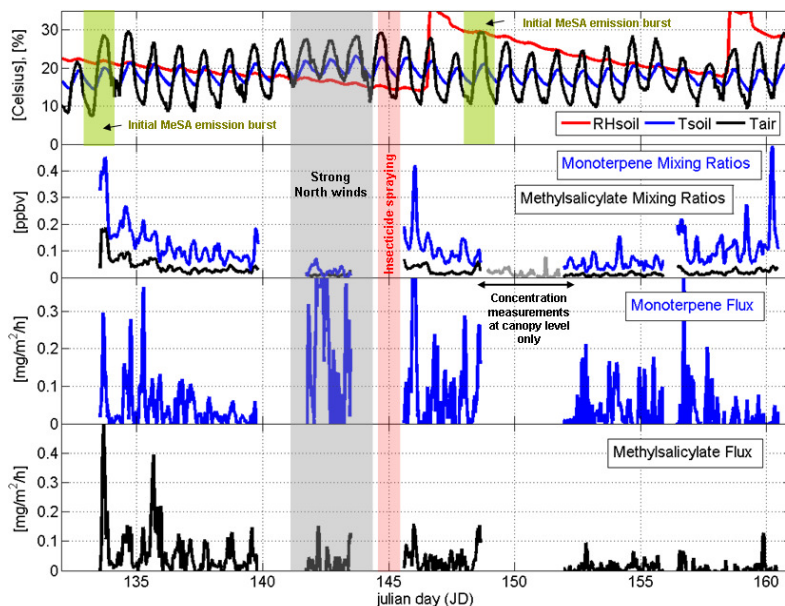 Initial MeSA emission burst
30
20
10
0
[Celsius], [%]
Initial MeSA emission burst
RHsoil
Tsoil
Tair
0.4
0.3
0.2
0.1
0
[ppbv]
Strong
North winds
Insecticide spraying
Monoterpene Mixing Ratios
Methylsalicylate Mixing Ratios
Concentration
measurements
at canopy level
only
0.3
0.2
0.1
0
[mg/m²/h]
Monoterpene Flux
0.4
0.3
0.2
0.1
0
[mg/m²/h]
Methylsalicylate Flux
135
140
145
150
155
160
julian day (JD)